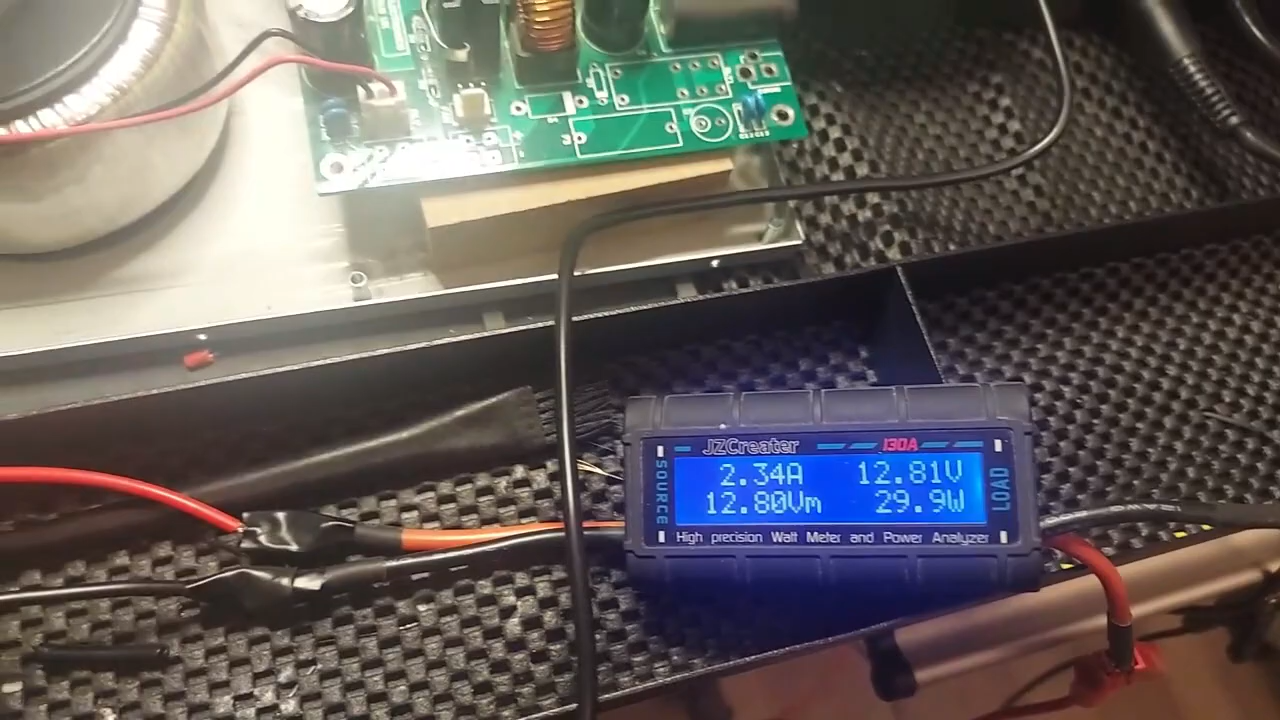 JZCreater 130A
SOURCE
2.34A 12.81V
12.80Vm 29.9W
LOAD
High precision Watt Meter and Power Analyzer